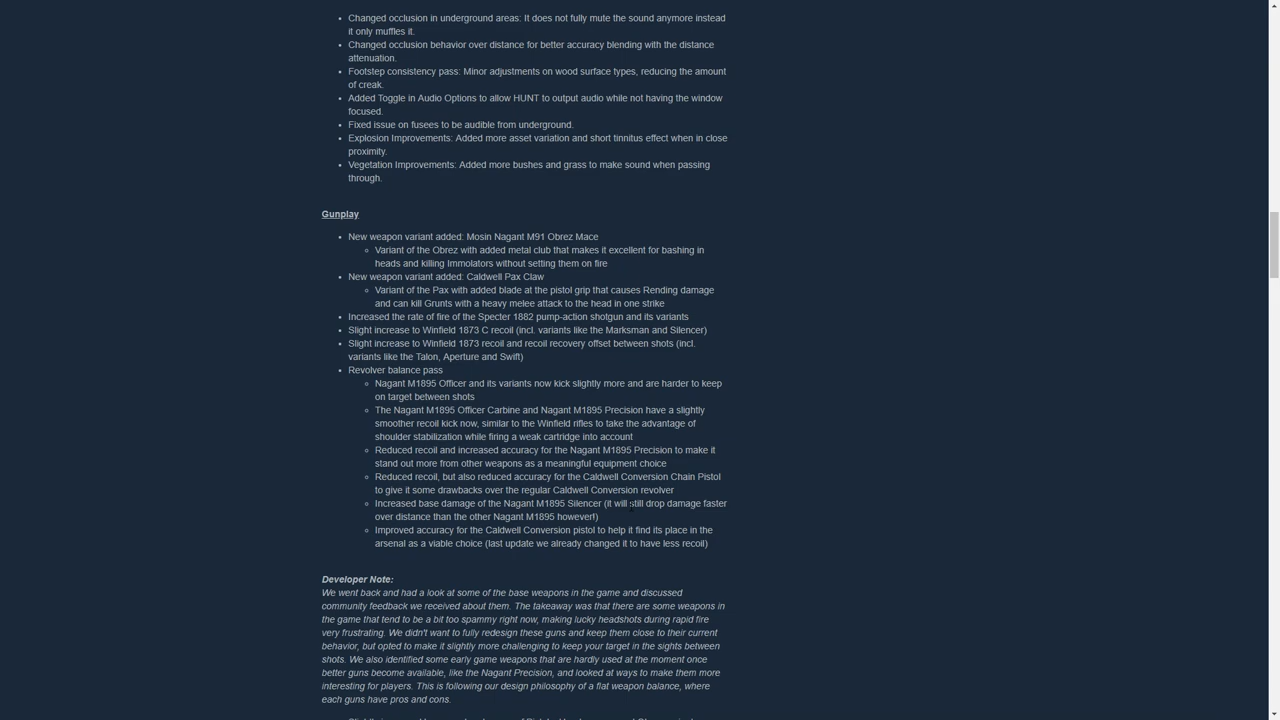 • Changed occlusion in underground areas: It does not fully mute the sound anymore instead
it only muffles it.
• Changed occlusion behavior over distance for better accuracy blending with the distance
attenuation.
• Footstep consistency pass: Minor adjustments on wood surface types, reducing the amount
of creak.
• Added Toggle in Audio Options to allow HUNT to output audio while not having the window
focused.
• Fixed issue on fusees to be audible from underground.
• Explosion Improvements: Added more asset variation and short tinnitus effect when in close
proximity.
• Vegetation Improvements: Added more bushes and grass to make sound when passing
through.
Gunplay
• New weapon variant added: Mosin Nagant M91 Obrez Mace
◦ Variant of the Obrez with added metal club that makes it excellent for bashing in
heads and killing Immolators without setting them on fire
• New weapon variant added: Caldwell Pax Claw
◦ Variant of the Pax with added blade at the pistol grip that causes Rending damage
and can kill Grunts with a heavy melee attack to the head in one strike
• Increased the rate of fire of the Specter 1882 pump-action shotgun and its variants
• Slight increase to Winfield 1873 C recoil (incl. variants like the Marksman and Silencer)
• Slight increase to Winfield 1873 recoil and recoil recovery offset between shots (incl.
variants like the Talon, Aperture and Swift)
• Revolver balance pass
◦ Nagant M1895 Officer and its variants now kick slightly more and are harder to keep
on target between shots
◦ The Nagant M1895 Officer Carbine and Nagant M1895 Precision have a slightly
smoother recoil kick now, similar to the Winfield rifles to take the advantage of
shoulder stabilization while firing a weak cartridge into account
◦ Reduced recoil and increased accuracy for the Nagant M1895 Precision to make it
stand out more from other weapons as a meaningful equipment choice
◦ Reduced recoil, but also reduced accuracy for the Caldwell Conversion Chain Pistol
to give it some drawbacks over the regular Caldwell Conversion revolver
◦ Increased base damage of the Nagant M1895 Silencer (it will still drop damage faster
over distance than the other Nagant M1895 however!)
◦ Improved accuracy for the Caldwell Conversion pistol to help it find its place in the
arsenal as a viable choice (last update we already changed it to have less recoil)
Developer Note:
We went back and had a look at some of the base weapons in the game and discussed
community feedback we received about them. The takeaway was that there are some weapons in
the game that tend to be a bit too spammy right now, making lucky headshots during rapid fire
very frustrating. We didn't want to fully redesign these guns and keep them close to their current
behavior, but opted to make it slightly more challenging to keep your target in the sights between
shots. We also identified some early game weapons that are hardly used at the moment once
better guns become available, like the Nagant Precision, and looked at ways to make them more
interesting for players. This is following our design philosophy of a flat weapon balance, where
each guns have pros and cons.